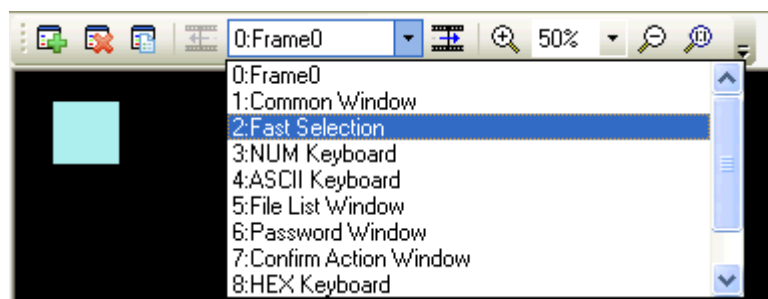 0:Frame0 50%
0:Frame0
1:Common Window
2:Fast Selection
3:NUM Keyboard
4:ASCII Keyboard
5:File List Window
6:Password Window
7:Confirm Action Window
8:HEX Keyboard